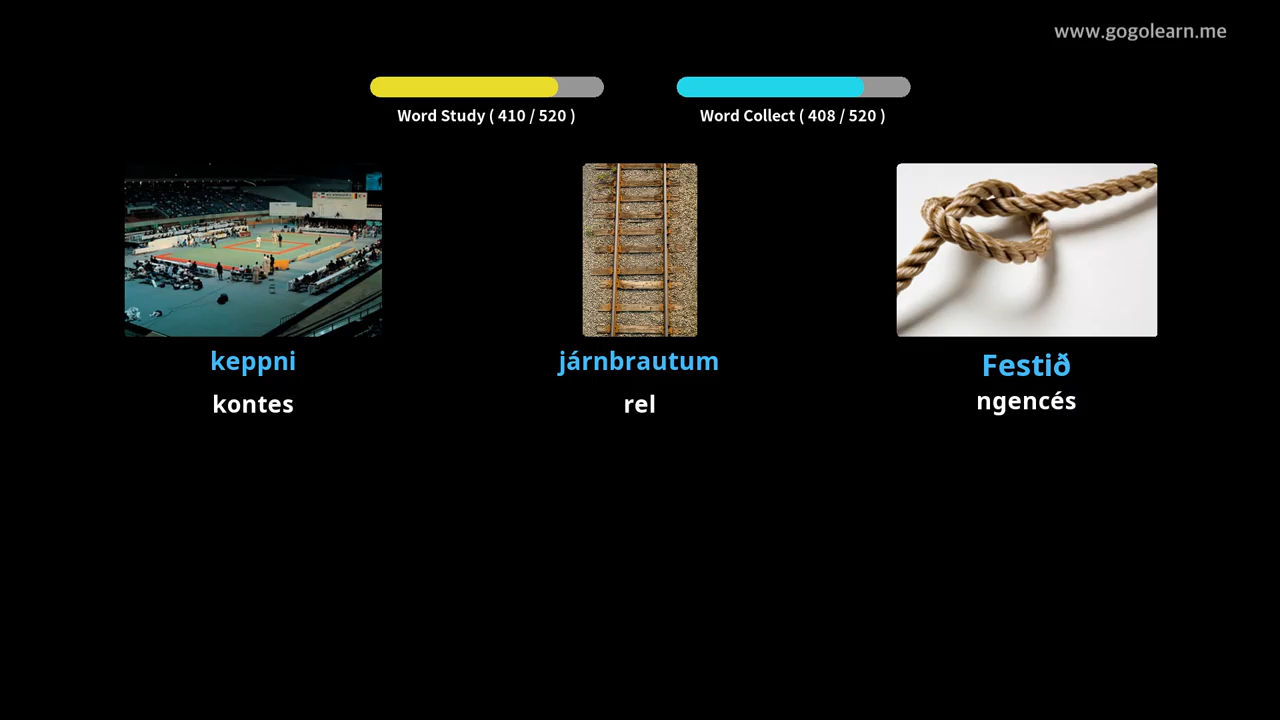 www.gogolearn.me
Word Study ( 410 / 520 )
Word Collect ( 408 / 520 )
keppni
járnbrautum
Festið
kontes
rel
ngencés